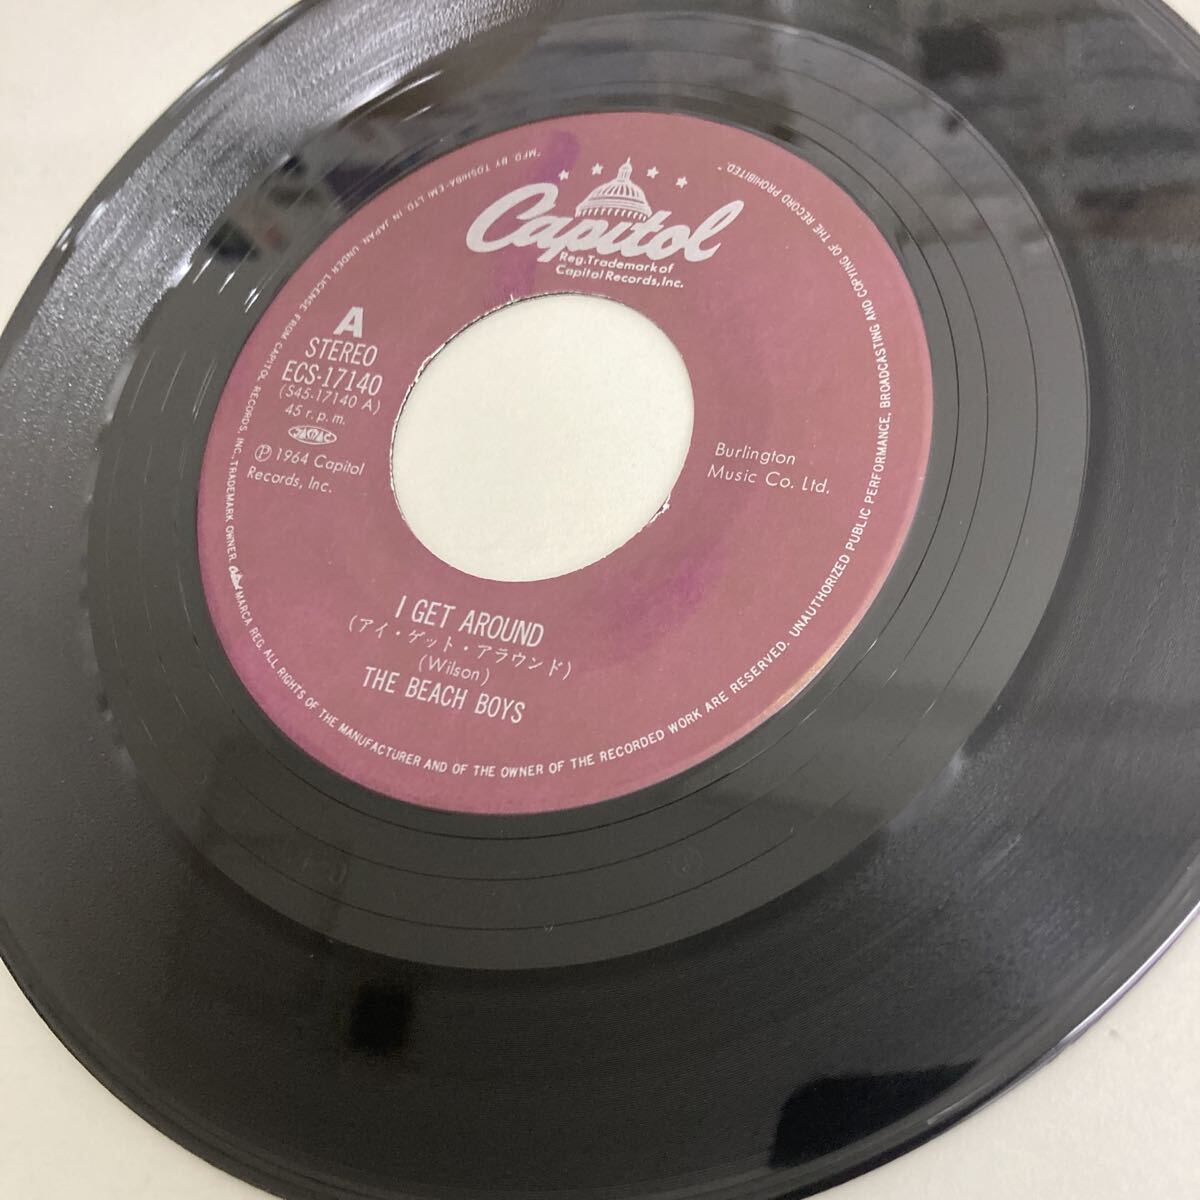 Capitol
Reg.Trademark of
Capitol Records,Inc.
A
STEREO
ECS-17140
(S45-17140 A)
45 r.p.m.
Ⓟ 1964 Capitol
Records, Inc.
Burlington
Music Co. Ltd.
I GET AROUND
(アイ・ゲット・アラウンド)
(Wilson)
THE BEACH BOYS
"MFD. BY TOSHIBA-EMI LTD. IN JAPAN UNDER LICENSE FROM CAPITOL RECORDS, INC., TRADEMARK OWNER. Capitol MARCA REG. ALL RIGHTS OF THE MANUFACTURER AND OF THE OWNER OF THE RECORDED WORK ARE RESERVED. UNAUTHORIZED PUBLIC PERFORMANCE, BROADCASTING AND COPYING OF THE RECORD PROHIBITED."